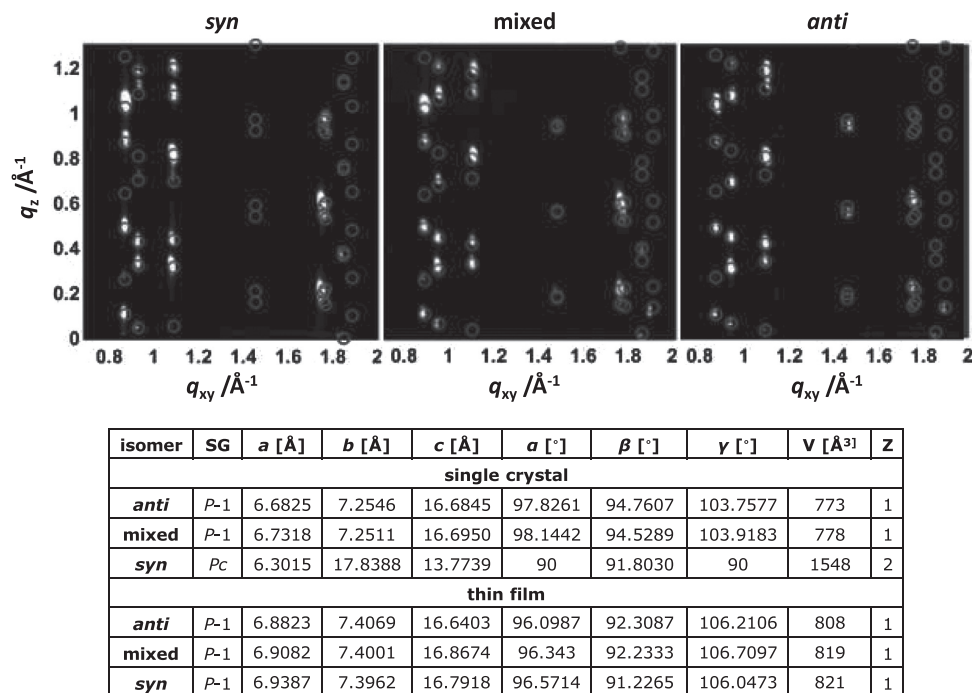 syn mixed anti
1.2
1
0.8
0.6
0.4
0.2
0
q_z /Å⁻¹
0.8 1 1.2 1.4 1.6 1.8 2 0.8 1 1.2 1.4 1.6 1.8 2 0.8 1 1.2 1.4 1.6 1.8 2
q_xy /Å⁻¹ q_xy /Å⁻¹ q_xy /Å⁻¹
isomer SG a [Å] b [Å] c [Å] α [°] β [°] γ [°] V [Å³] Z
single crystal
anti P-1 6.6825 7.2546 16.6845 97.8261 94.7607 103.7577 773 1
mixed P-1 6.7318 7.2511 16.6950 98.1442 94.5289 103.9183 778 1
syn Pc 6.3015 17.8388 13.7739 90 91.8030 90 1548 2
thin film
anti P-1 6.8823 7.4069 16.6403 96.0987 92.3087 106.2106 808 1
mixed P-1 6.9082 7.4001 16.8674 96.343 92.2333 106.7097 819 1
syn P-1 6.9387 7.3962 16.7918 96.5714 91.2265 106.0473 821 1